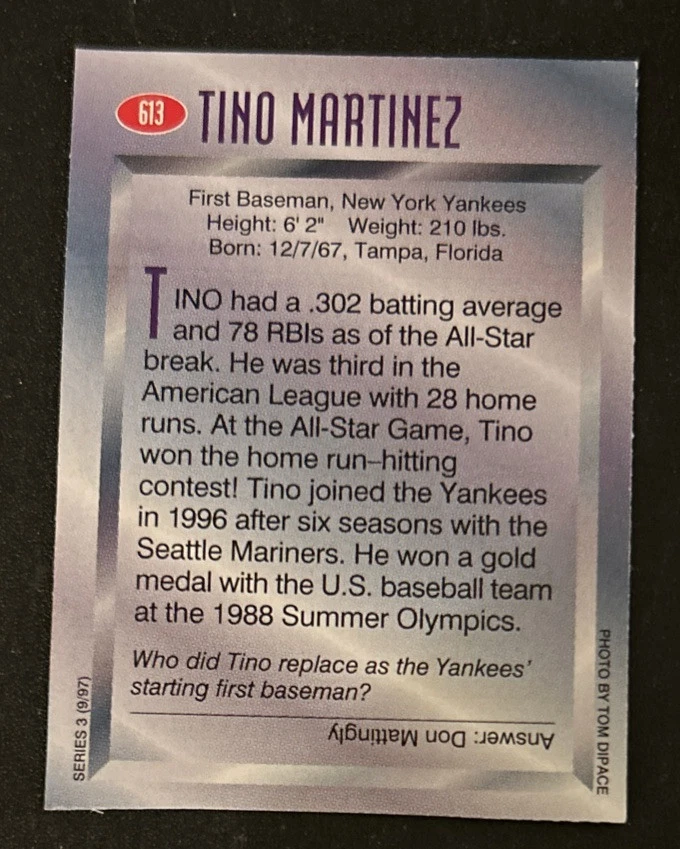 613 TINO MARTINEZ
First Baseman, New York Yankees
Height: 6' 2" Weight: 210 lbs.
Born: 12/7/67, Tampa, Florida
TINO had a .302 batting average
and 78 RBIs as of the All-Star
break. He was third in the
American League with 28 home
runs. At the All-Star Game, Tino
won the home run–hitting
contest! Tino joined the Yankees
in 1996 after six seasons with the
Seattle Mariners. He won a gold
medal with the U.S. baseball team
at the 1988 Summer Olympics.
Who did Tino replace as the Yankees'
starting first baseman?
Answer: Don Mattingly
SERIES 3 (9/97)
PHOTO BY TOM DIPACE